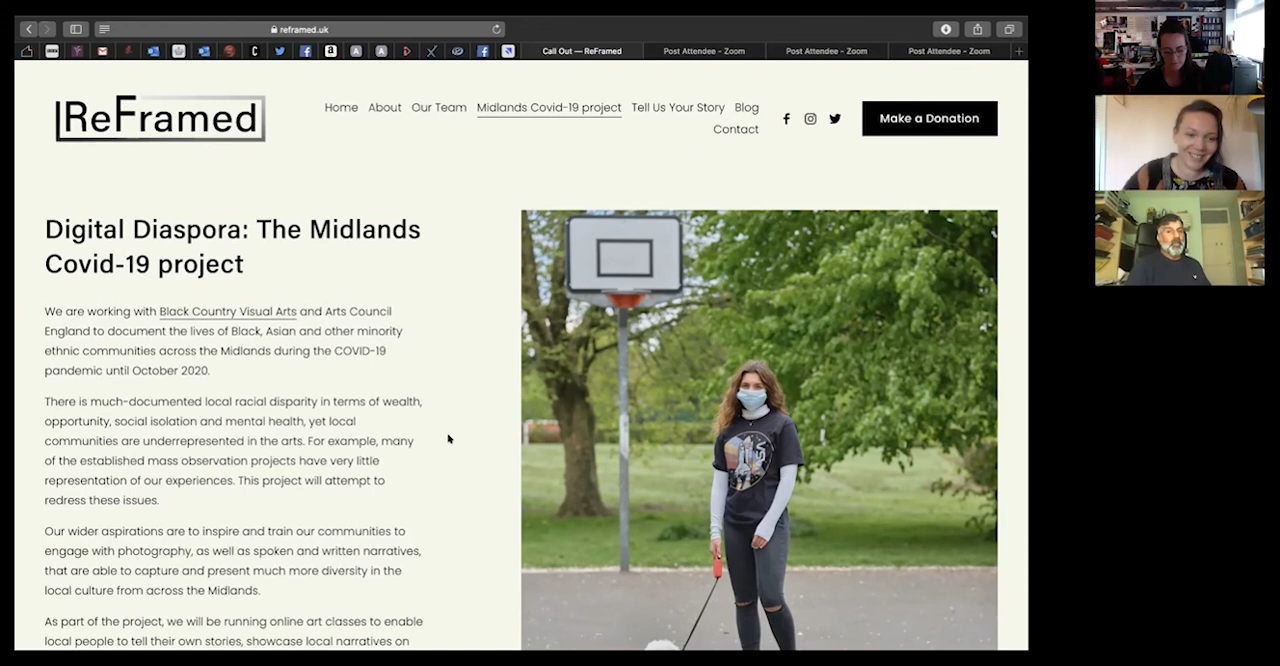 reframed.uk
Call Out — ReFramed
Post Attendee - Zoom
Post Attendee - Zoom
Post Attendee - Zoom
ReFramed
Home About Our Team Midlands Covid-19 project Tell Us Your Story Blog
Contact
Make a Donation
Digital Diaspora: The Midlands
Covid-19 project
We are working with Black Country Visual Arts and Arts Council
England to document the lives of Black, Asian and other minority
ethnic communities across the Midlands during the COVID-19
pandemic until October 2020.
There is much-documented local racial disparity in terms of wealth,
opportunity, social isolation and mental health, yet local
communities are underrepresented in the arts. For example, many
of the established mass observation projects have very little
representation of our experiences. This project will attempt to
redress these issues.
Our wider aspirations are to inspire and train our communities to
engage with photography, as well as spoken and written narratives,
that are able to capture and present much more diversity in the
local culture from across the Midlands.
As part of the project, we will be running online art classes to enable
local people to tell their own stories, showcase local narratives on